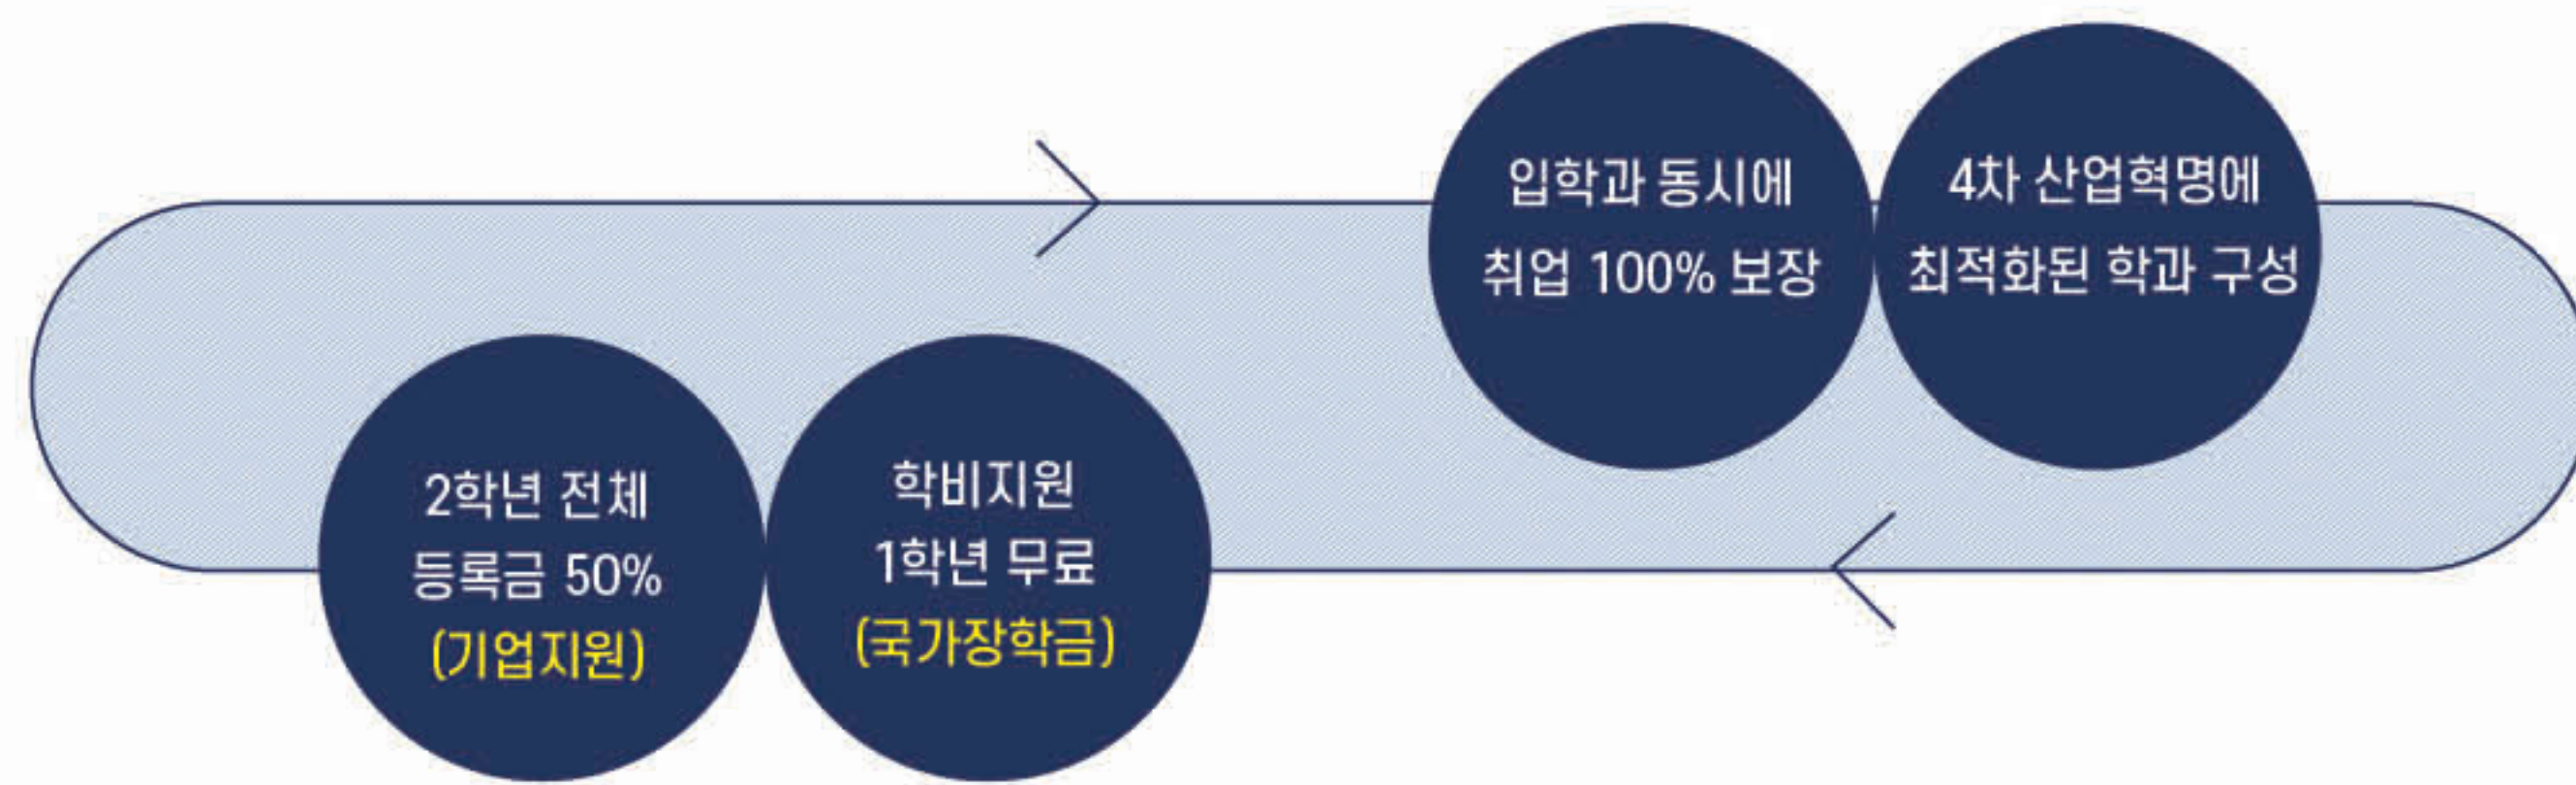 입학과 동시에
취업 100% 보장
4차 산업혁명에
최적화된 학과 구성
2학년 전체
등록금 50%
(기업지원)
학비지원
1학년 무료
(국가장학금)